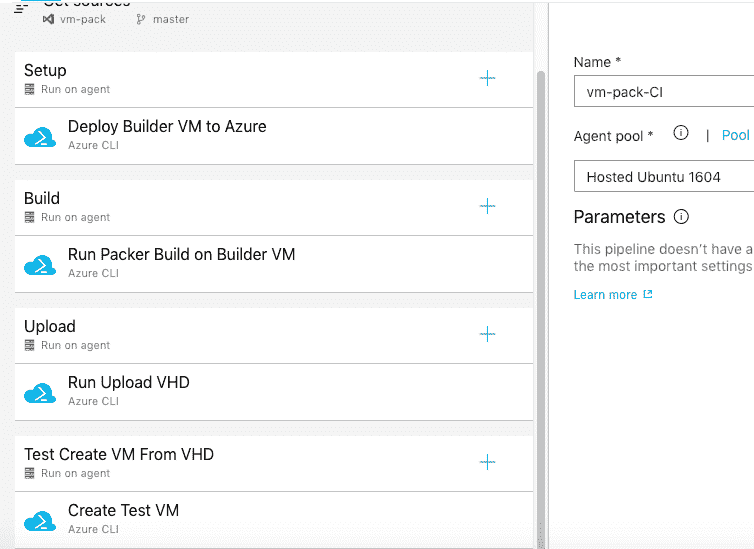 Get sources
vm-pack
master
Setup
Run on agent
Deploy Builder VM to Azure
Azure CLI
Build
Run on agent
Run Packer Build on Builder VM
Azure CLI
Upload
Run on agent
Run Upload VHD
Azure CLI
Test Create VM From VHD
Run on agent
Create Test VM
Azure CLI
Name *
vm-pack-CI
Agent pool * | Pool
Hosted Ubuntu 1604
Parameters
This pipeline doesn't have a
the most important settings
Learn more